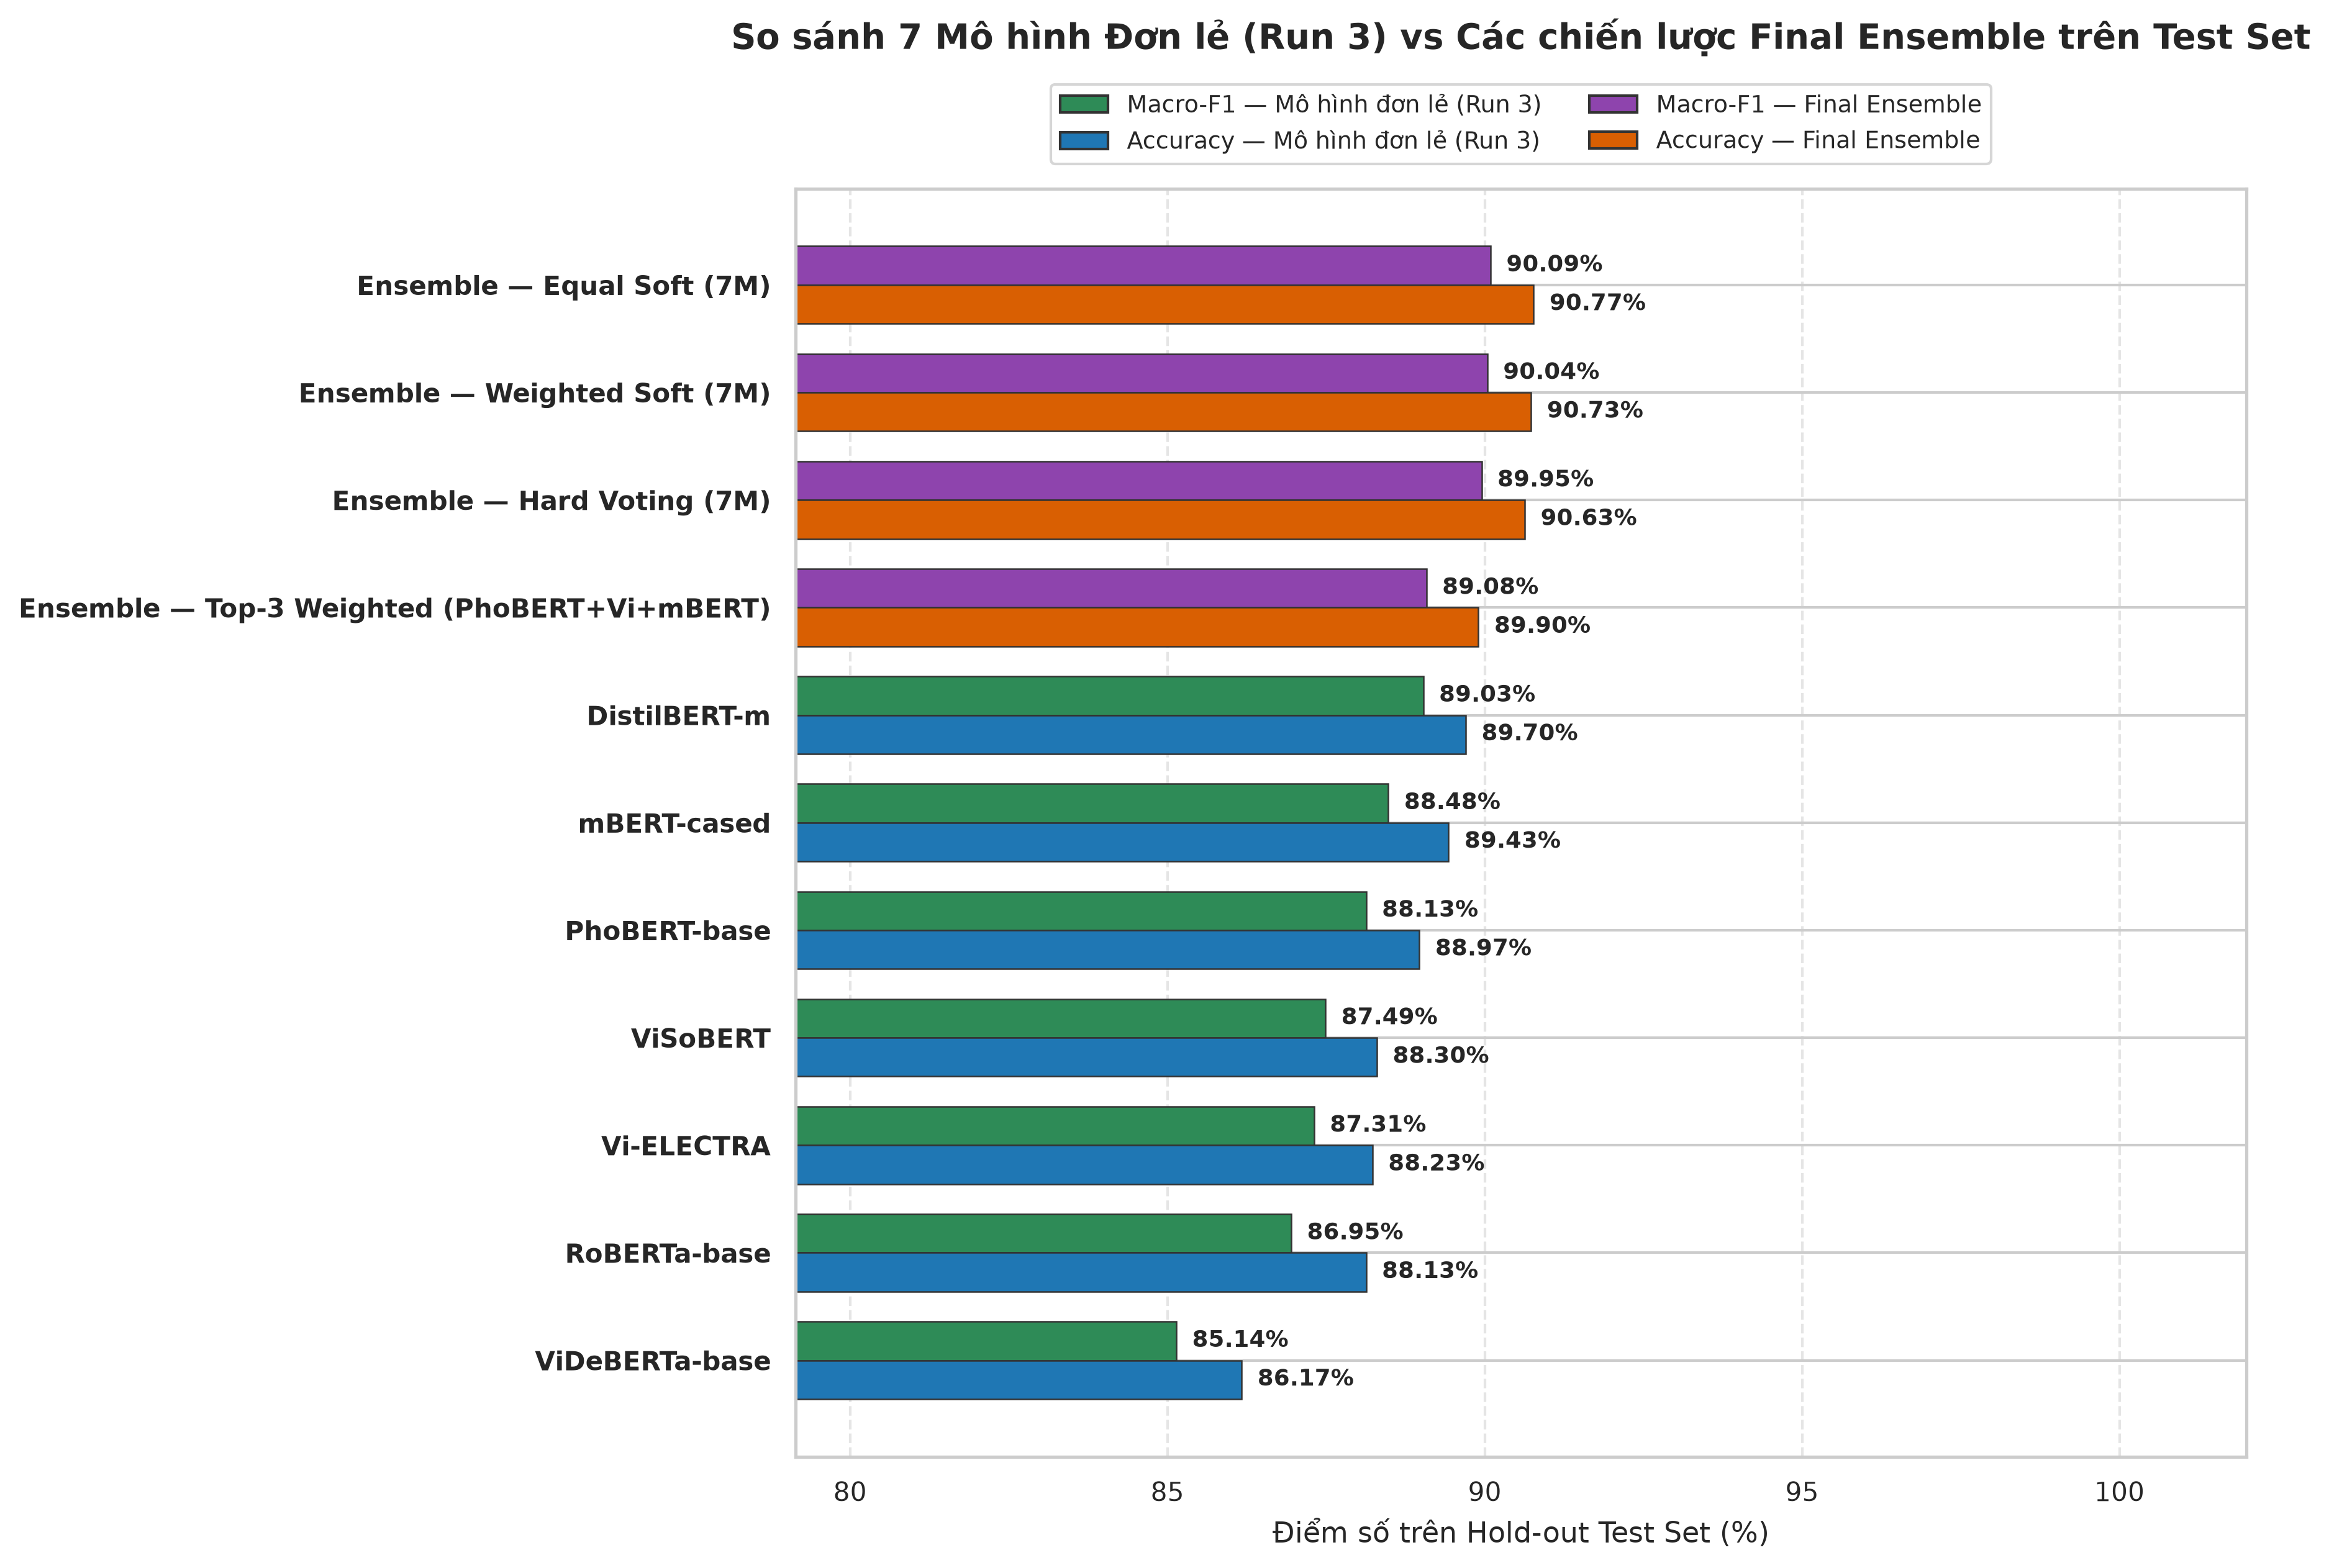 So sánh 7 Mô hình Đơn lẻ (Run 3) vs Các chiến lược Final Ensemble trên Test Set
Macro-F1 — Mô hình đơn lẻ (Run 3)
Accuracy — Mô hình đơn lẻ (Run 3)
Macro-F1 — Final Ensemble
Accuracy — Final Ensemble
Ensemble — Equal Soft (7M)
90.09%
90.77%
Ensemble — Weighted Soft (7M)
90.04%
90.73%
Ensemble — Hard Voting (7M)
89.95%
90.63%
Ensemble — Top-3 Weighted (PhoBERT+Vi+mBERT)
89.08%
89.90%
DistilBERT-m
89.03%
89.70%
mBERT-cased
88.48%
89.43%
PhoBERT-base
88.13%
88.97%
ViSoBERT
87.49%
88.30%
Vi-ELECTRA
87.31%
88.23%
RoBERTa-base
86.95%
88.13%
ViDeBERTa-base
85.14%
86.17%
80 85 90 95 100
Điểm số trên Hold-out Test Set (%)